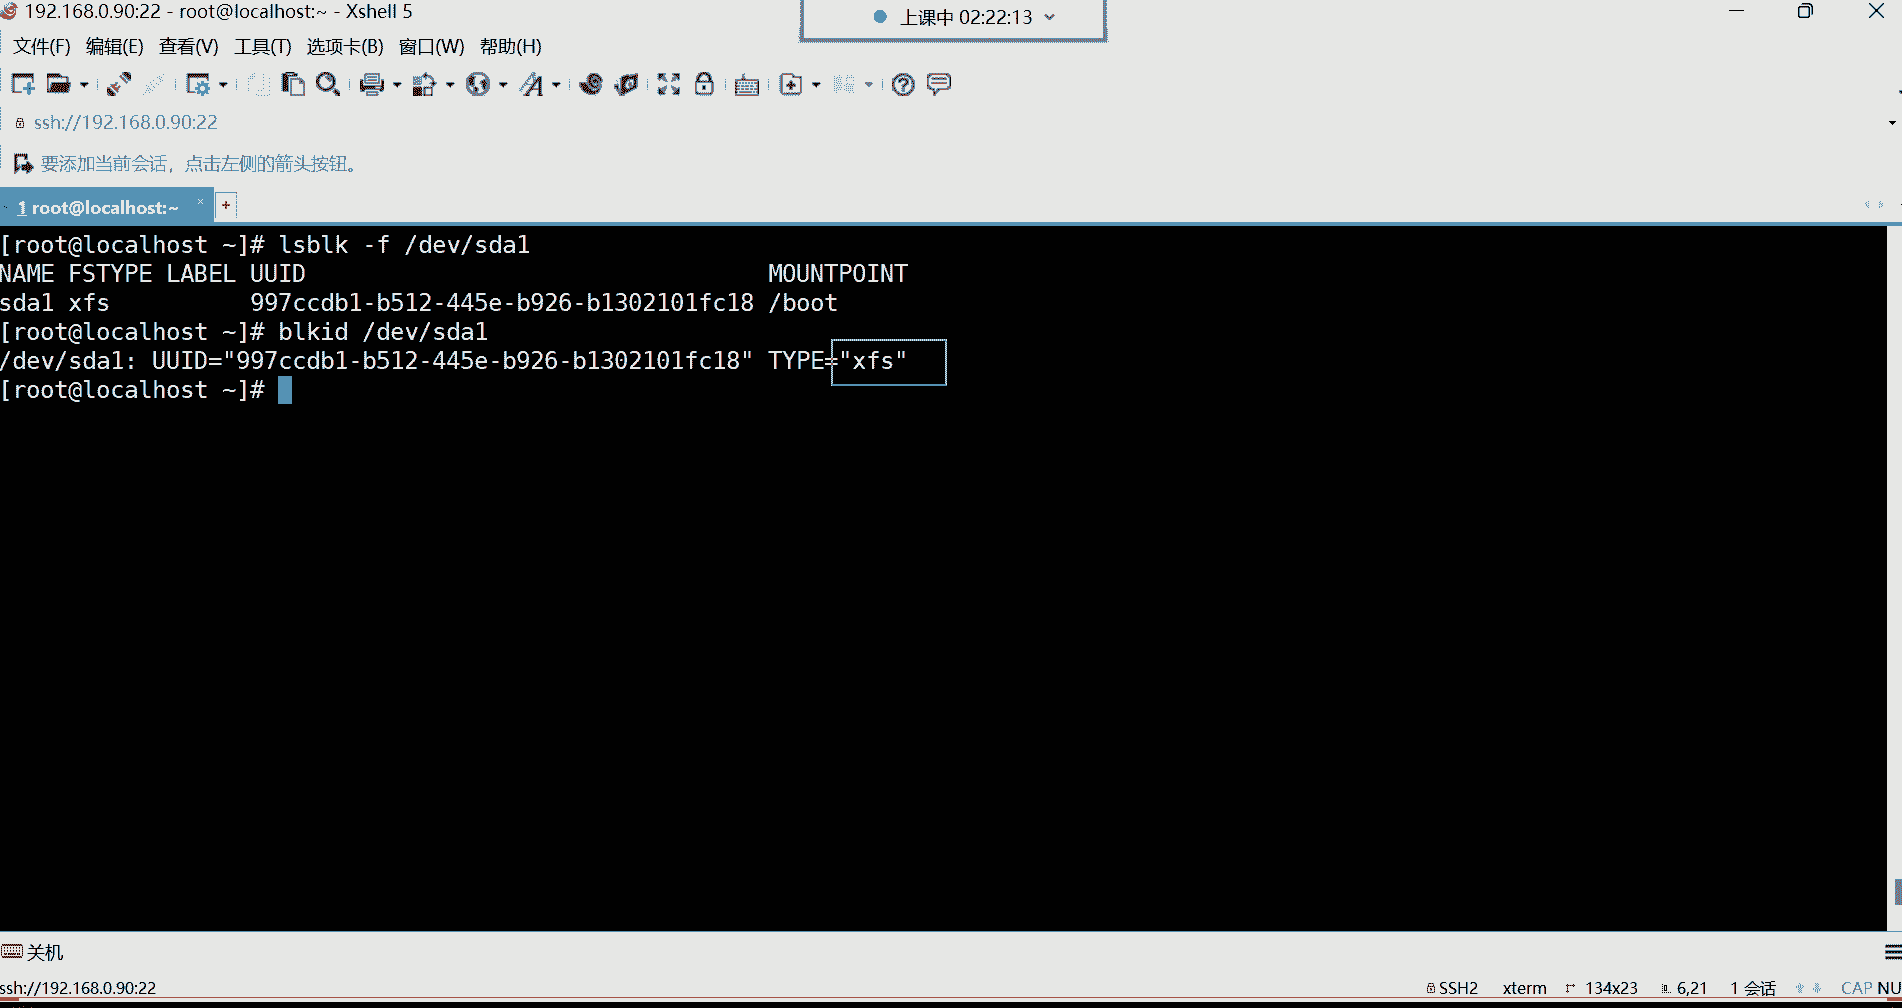 192.168.0.90:22 - root@localhost:~ - Xshell 5
上课中 02:22:13
文件(F) 编辑(E) 查看(V) 工具(T) 选项卡(B) 窗口(W) 帮助(H)
ssh://192.168.0.90:22
要添加当前会话，点击左侧的箭头按钮。
1 root@localhost:~
[root@localhost ~]# lsblk -f /dev/sda1
NAME FSTYPE LABEL UUID                                 MOUNTPOINT
sda1 xfs          997ccdb1-b512-445e-b926-b1302101fc18 /boot
[root@localhost ~]# blkid /dev/sda1
/dev/sda1: UUID="997ccdb1-b512-445e-b926-b1302101fc18" TYPE="xfs"
[root@localhost ~]#
关机
ssh://192.168.0.90:22 SSH2 xterm 134x23 6,21 1 会话 CAP NU